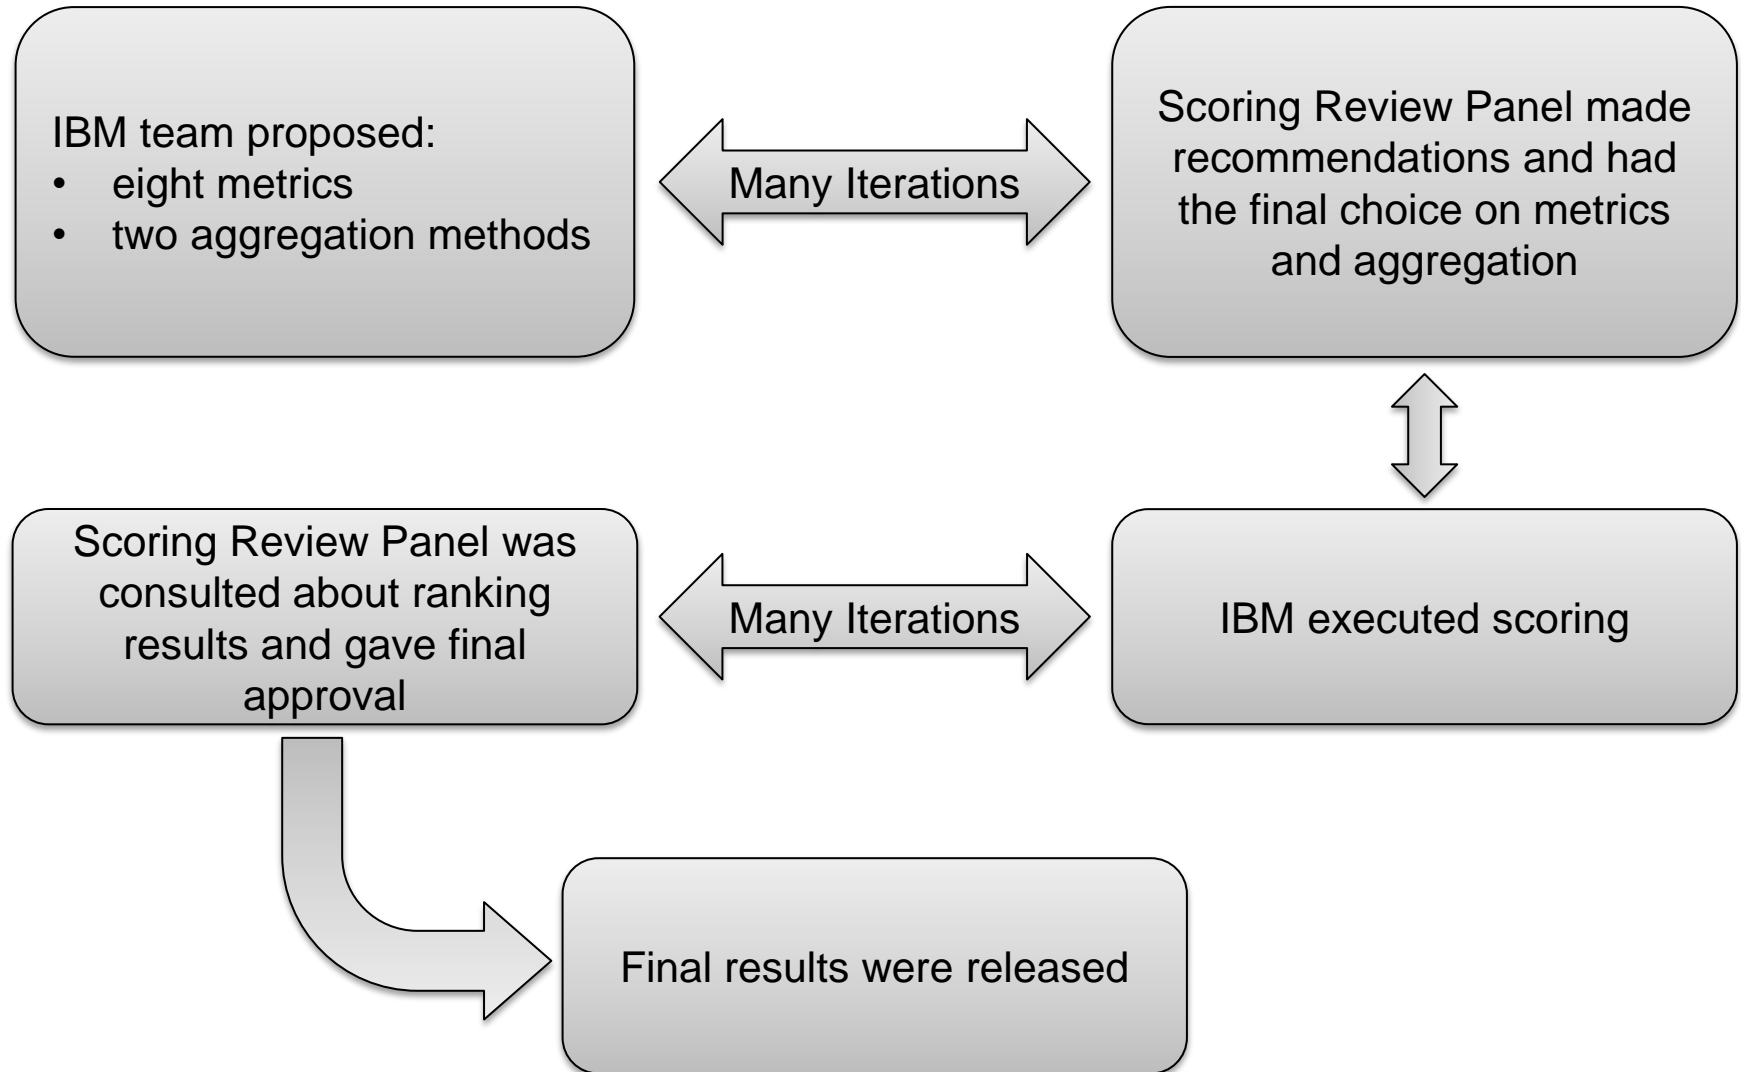 IBM team proposed:
• eight metrics
• two aggregation methods
Many Iterations
Scoring Review Panel made
recommendations and had
the final choice on metrics
and aggregation
Scoring Review Panel was
consulted about ranking
results and gave final
approval
Many Iterations
IBM executed scoring
Final results were released